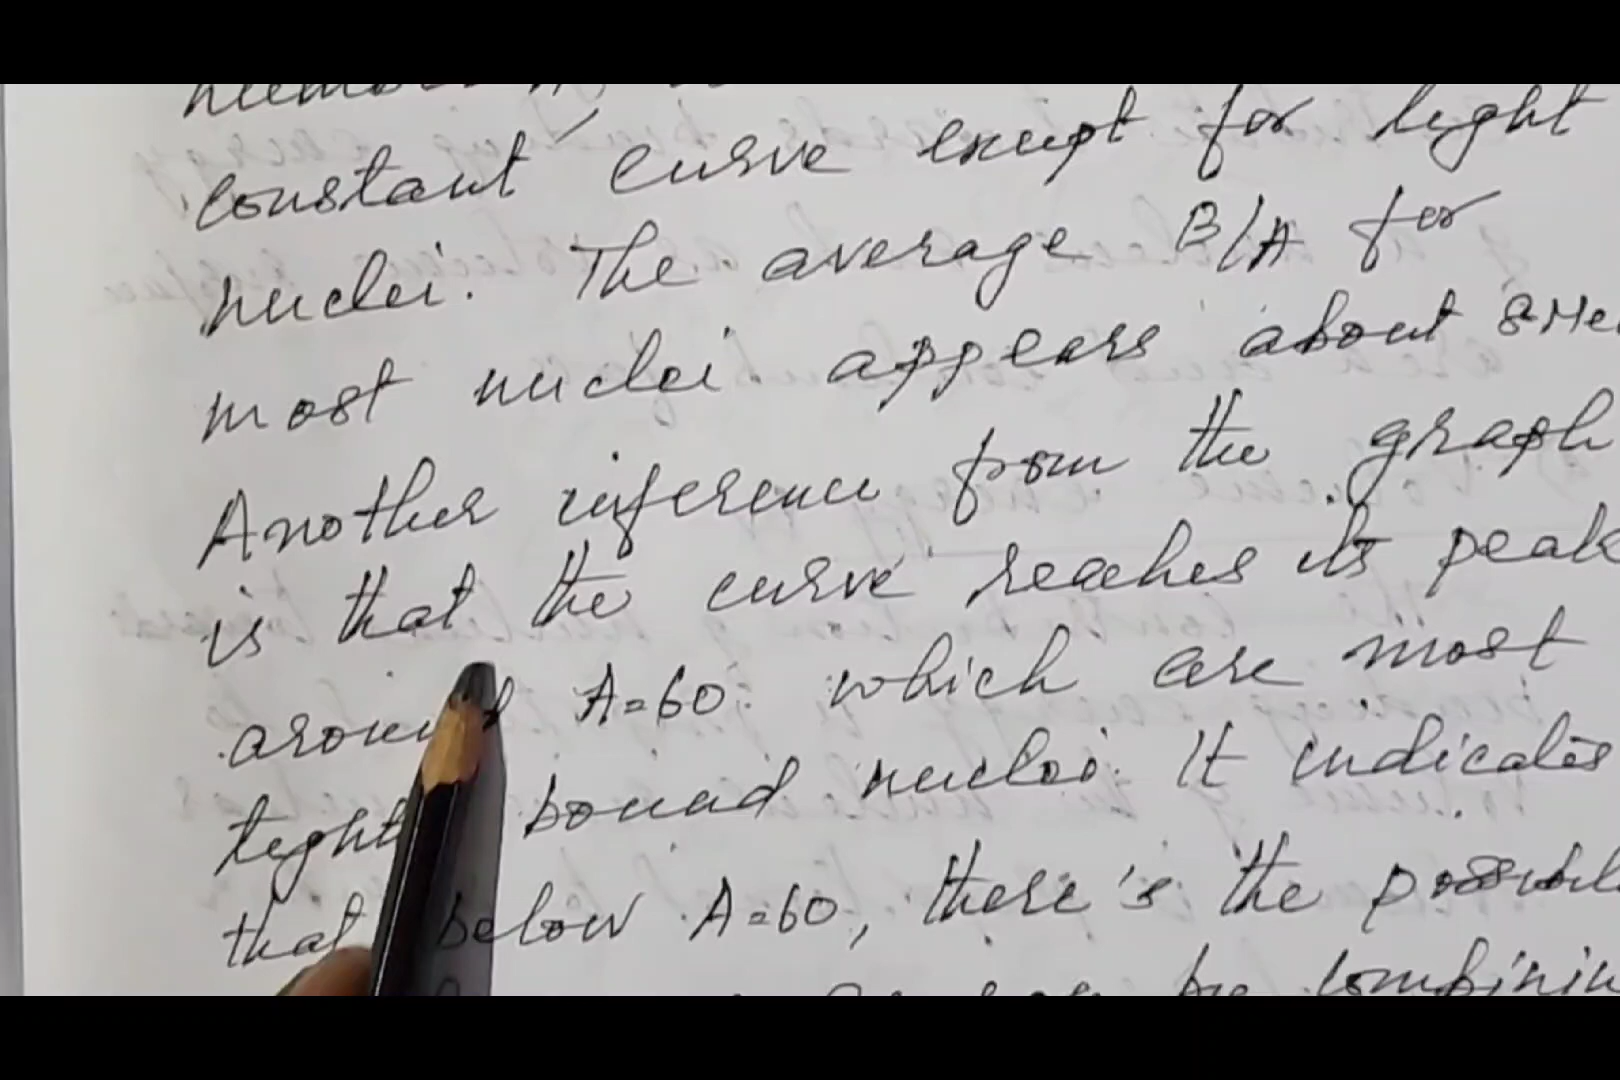 constant curve except for light
nuclei. The average B/A for
most nuclei appears about 8
Another inference from the graph
is that the curve reaches its peak
around A=60. which are most
bound nuclei. It indicates
that below A=60, there's the